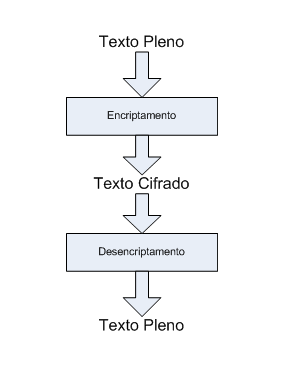 Texto Pleno
Encriptamento
Texto Cifrado
Desencriptamento
Texto Pleno